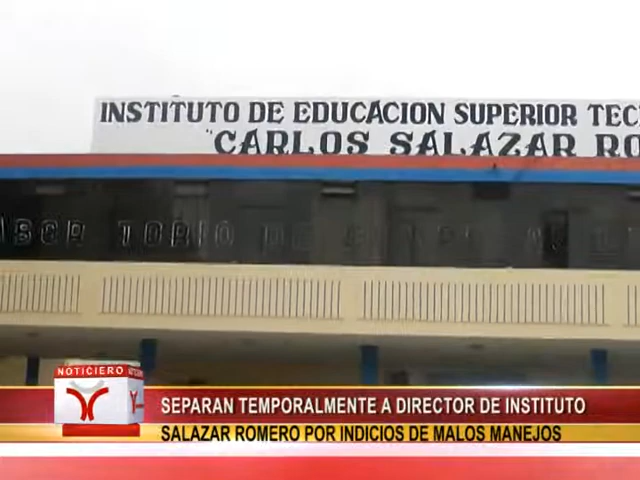 INSTITUTO DE EDUCACION SUPERIOR TEC
"CARLOS SALAZAR RO
NOTICIERO
SEPARAN TEMPORALMENTE A DIRECTOR DE INSTITUTO
SALAZAR ROMERO POR INDICIOS DE MALOS MANEJOS